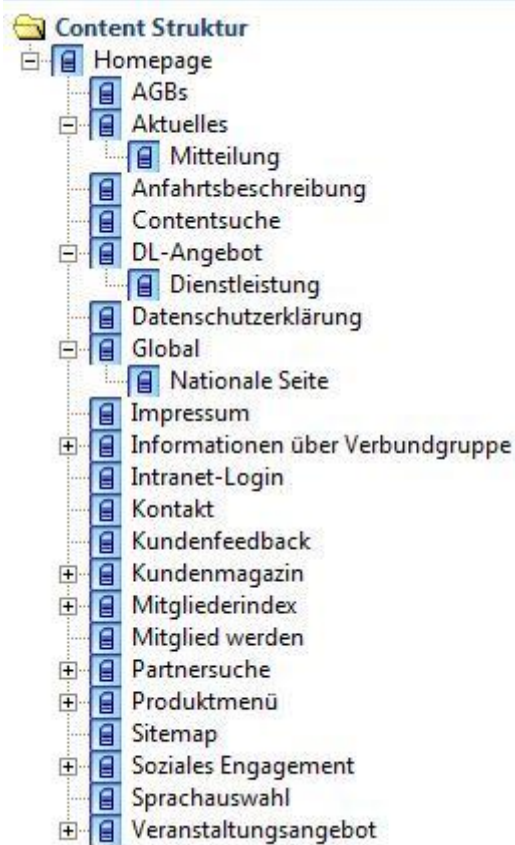 Content Struktur
Homepage
AGBs
Aktuelles
Mitteilung
Anfahrtsbeschreibung
Contentsuche
DL-Angebot
Dienstleistung
Datenschutzerklärung
Global
Nationale Seite
Impressum
Informationen über Verbundgruppe
Intranet-Login
Kontakt
Kundenfeedback
Kundenmagazin
Mitgliederindex
Mitglied werden
Partnersuche
Produktmenü
Sitemap
Soziales Engagement
Sprachauswahl
Veranstaltungsangebot